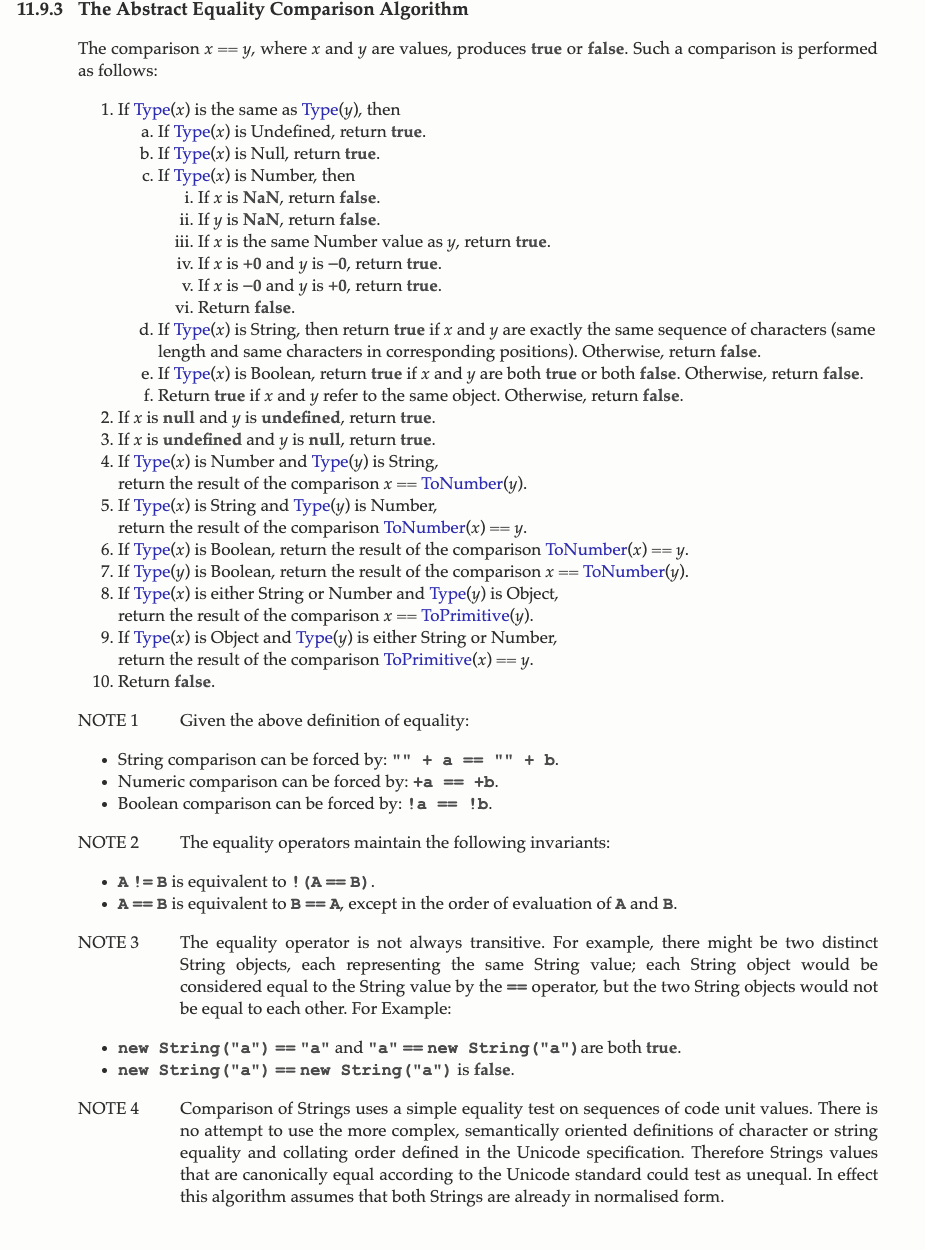 11.9.3 The Abstract Equality Comparison Algorithm
The comparison x == y, where x and y are values, produces true or false. Such a comparison is performed
as follows:
1. If Type(x) is the same as Type(y), then
a. If Type(x) is Undefined, return true.
b. If Type(x) is Null, return true.
c. If Type(x) is Number, then
i. If x is NaN, return false.
ii. If y is NaN, return false.
iii. If x is the same Number value as y, return true.
iv. If x is +0 and y is −0, return true.
v. If x is −0 and y is +0, return true.
vi. Return false.
d. If Type(x) is String, then return true if x and y are exactly the same sequence of characters (same
length and same characters in corresponding positions). Otherwise, return false.
e. If Type(x) is Boolean, return true if x and y are both true or both false. Otherwise, return false.
f. Return true if x and y refer to the same object. Otherwise, return false.
2. If x is null and y is undefined, return true.
3. If x is undefined and y is null, return true.
4. If Type(x) is Number and Type(y) is String,
return the result of the comparison x == ToNumber(y).
5. If Type(x) is String and Type(y) is Number,
return the result of the comparison ToNumber(x) == y.
6. If Type(x) is Boolean, return the result of the comparison ToNumber(x) == y.
7. If Type(y) is Boolean, return the result of the comparison x == ToNumber(y).
8. If Type(x) is either String or Number and Type(y) is Object,
return the result of the comparison x == ToPrimitive(y).
9. If Type(x) is Object and Type(y) is either String or Number,
return the result of the comparison ToPrimitive(x) == y.
10. Return false.
NOTE 1 Given the above definition of equality:
• String comparison can be forced by: "" + a == "" + b.
• Numeric comparison can be forced by: +a == +b.
• Boolean comparison can be forced by: !a == !b.
NOTE 2 The equality operators maintain the following invariants:
• A != B is equivalent to !(A == B).
• A == B is equivalent to B == A, except in the order of evaluation of A and B.
NOTE 3 The equality operator is not always transitive. For example, there might be two distinct
String objects, each representing the same String value; each String object would be
considered equal to the String value by the == operator, but the two String objects would not
be equal to each other. For Example:
• new String("a") == "a" and "a" == new String("a")are both true.
• new String("a") == new String("a") is false.
NOTE 4 Comparison of Strings uses a simple equality test on sequences of code unit values. There is
no attempt to use the more complex, semantically oriented definitions of character or string
equality and collating order defined in the Unicode specification. Therefore Strings values
that are canonically equal according to the Unicode standard could test as unequal. In effect
this algorithm assumes that both Strings are already in normalised form.